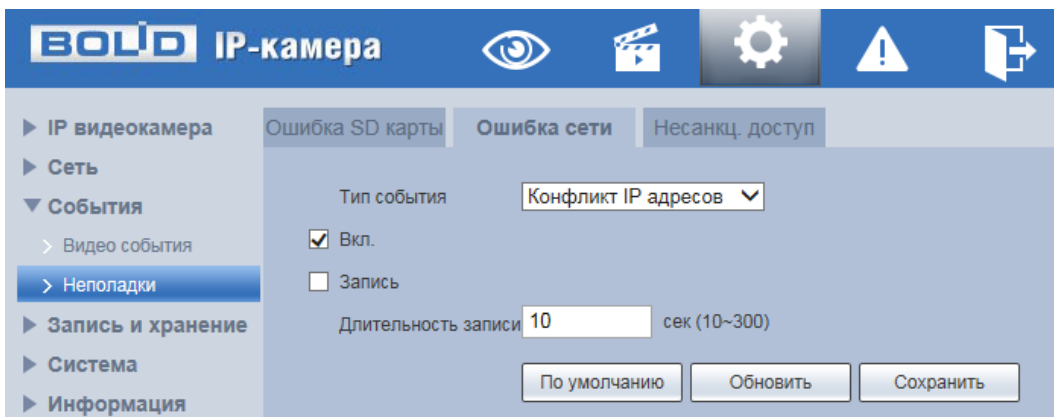 BOLID IP-камера
IP видеокамера
Сеть
События
Видео события
Неполадки
Запись и хранение
Система
Информация
Ошибка SD карты Ошибка сети Несанкц. доступ
Тип события Конфликт IP адресов
Вкл.
Запись
Длительность записи 10 сек (10~300)
По умолчанию Обновить Сохранить